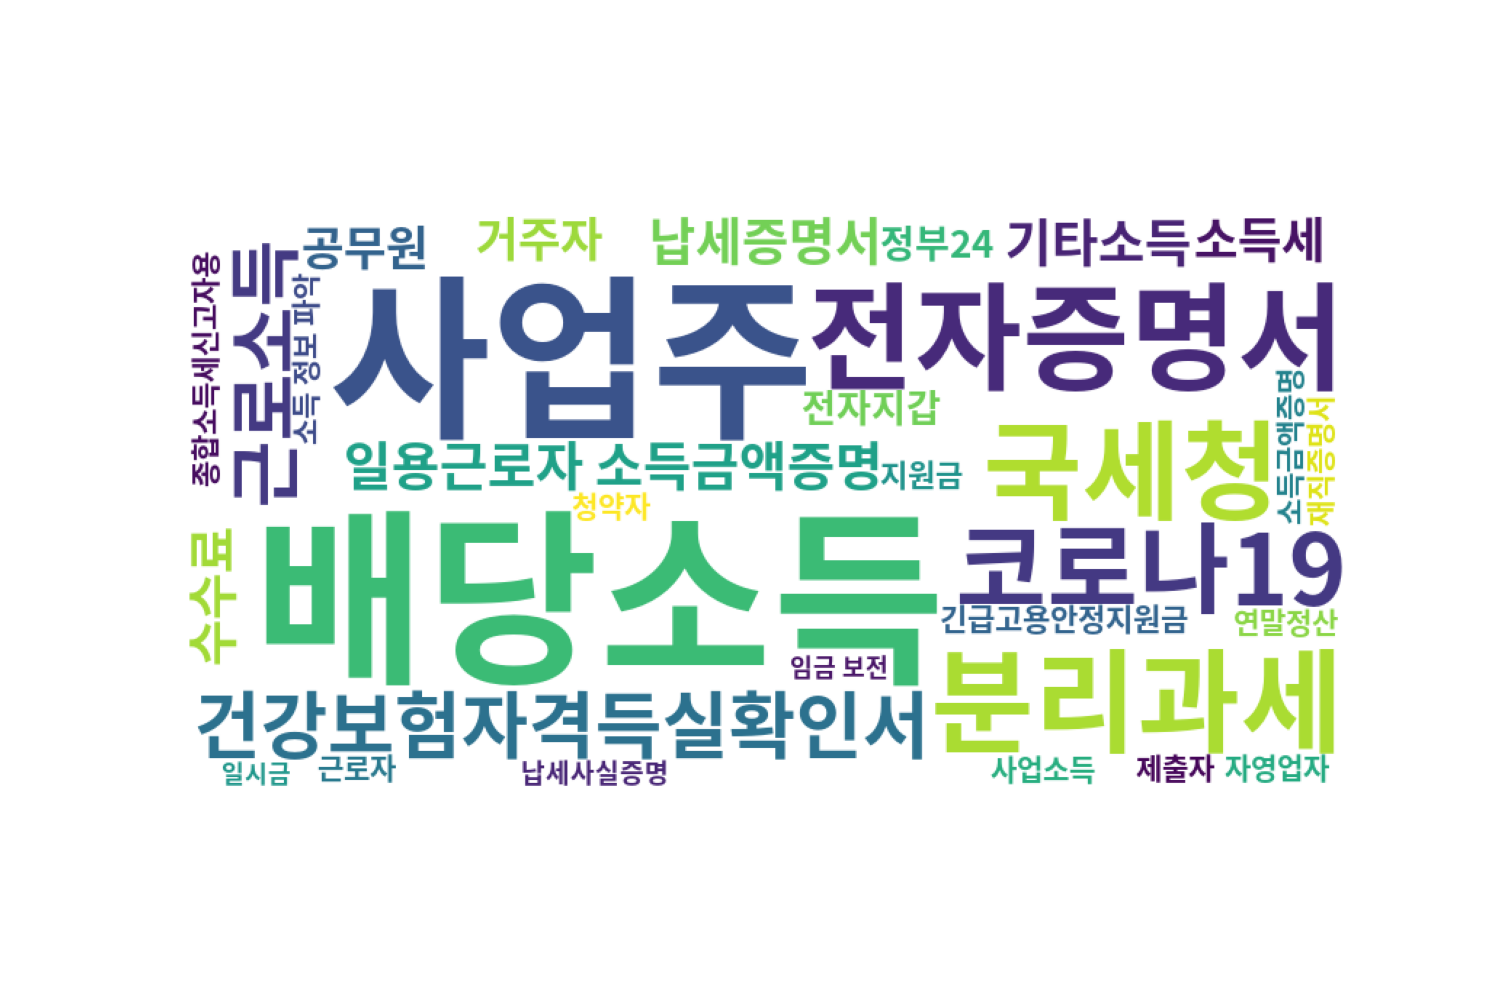 공무원
거주자
납세증명서
정부24
기타소득
소득세
종합소득세신고자용
근로소득
소득 정보 파악
사업주
전자증명서
전자지갑
일용근로자 소득금액증명
지원금
국세청
소득금액증명
재직증명서
청약자
수수료
배당소득
코로나19
긴급고용안정지원금
연말정산
임금 보전
건강보험자격득실확인서
분리과세
일시금
근로자
납세사실증명
사업소득
제출자
자영업자